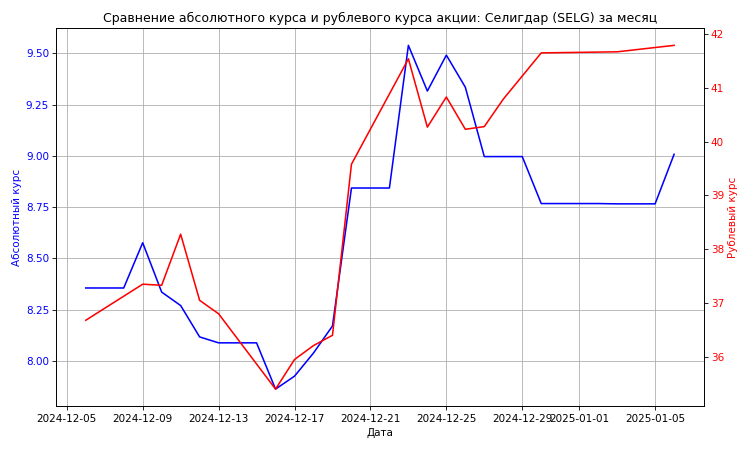 Сравнение абсолютного курса и рублевого курса акции: Селигдар (SELG) за месяц
Абсолютный курс
9.50
9.25
9.00
8.75
8.50
8.25
8.00
42
41
40
39
38
37
36
Рублевый курс
2024-12-05 2024-12-09 2024-12-13 2024-12-17 2024-12-21 2024-12-25 2024-12-29 2025-01-01 2025-01-05
Дата